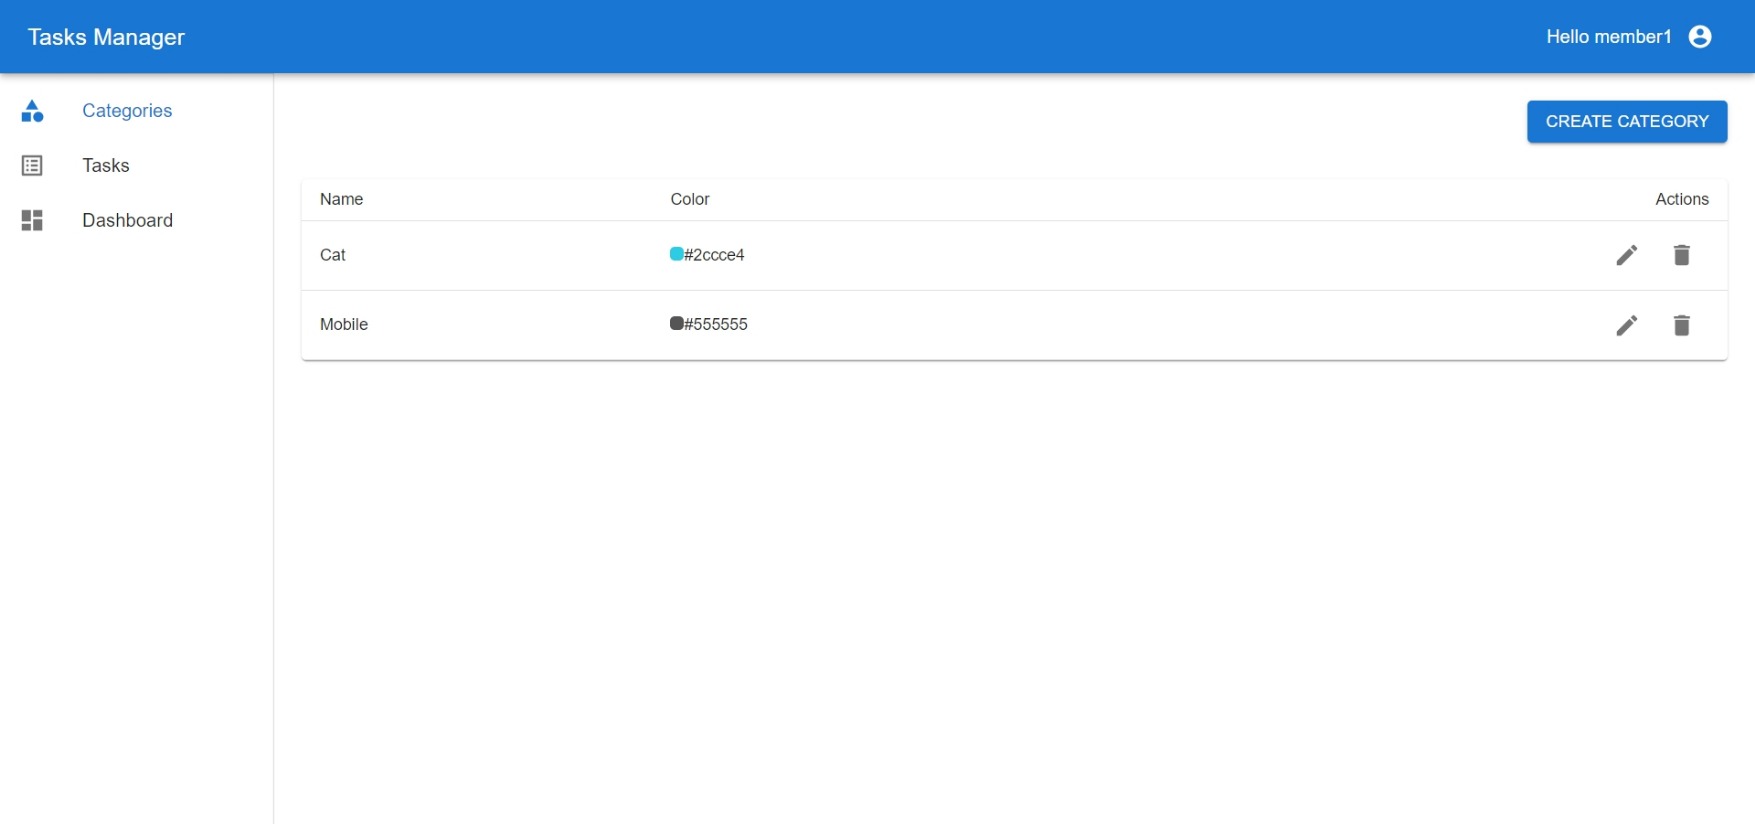 Tasks Manager
Hello member1
Categories
Tasks
Dashboard
CREATE CATEGORY
Name Color Actions
Cat #2ccce4
Mobile #555555